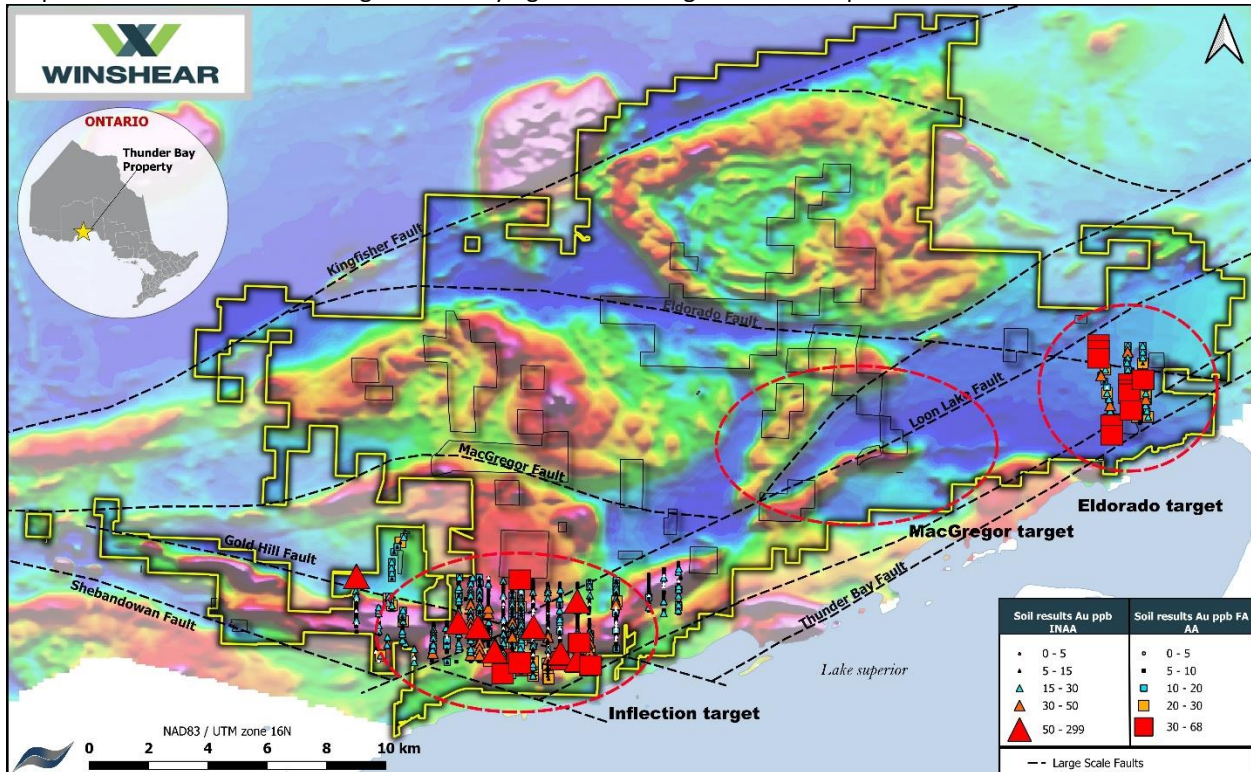 WINSHEAR
ONTARIO
Thunder Bay
Property
Kingfisher Fault
Eldorado Fault
Loon Lake Fault
MacGregor Fault
Eldorado target
MacGregor target
Gold Hill Fault
Shebandowan Fault
Thunder Bay Fault
Lake superior
Inflection target
NAD83 / UTM zone 16N
0 2 4 6 8 10 km
Soil results Au ppb
INAA
0 - 5
5 - 15
15 - 30
30 - 50
50 - 299
Soil results Au ppb FA
AA
0 - 5
5 - 10
10 - 20
20 - 30
30 - 68
Large Scale Faults